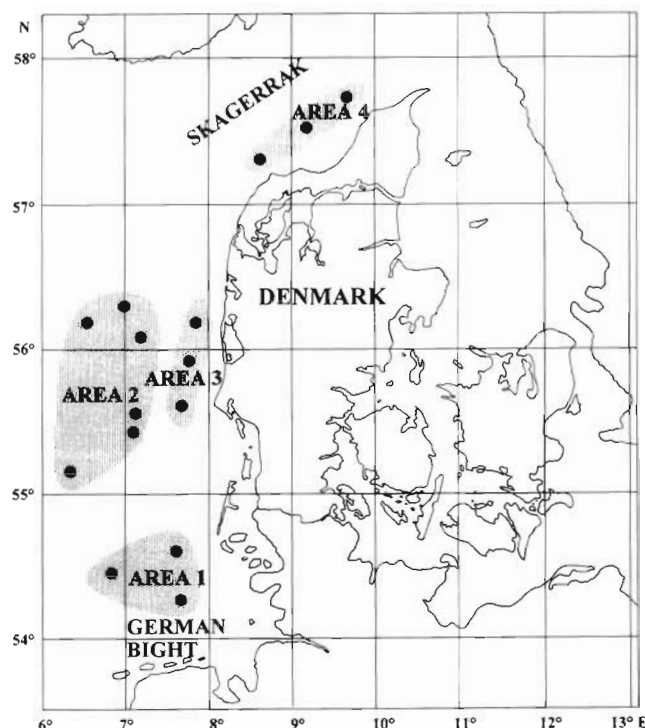 N
58°
SKAGERRAK
AREA 4
57°
DENMARK
56°
AREA 3
AREA 2
55°
AREA 1
54°
GERMAN
BIGHT
6° 7° 8° 9° 10° 11° 12° 13° E